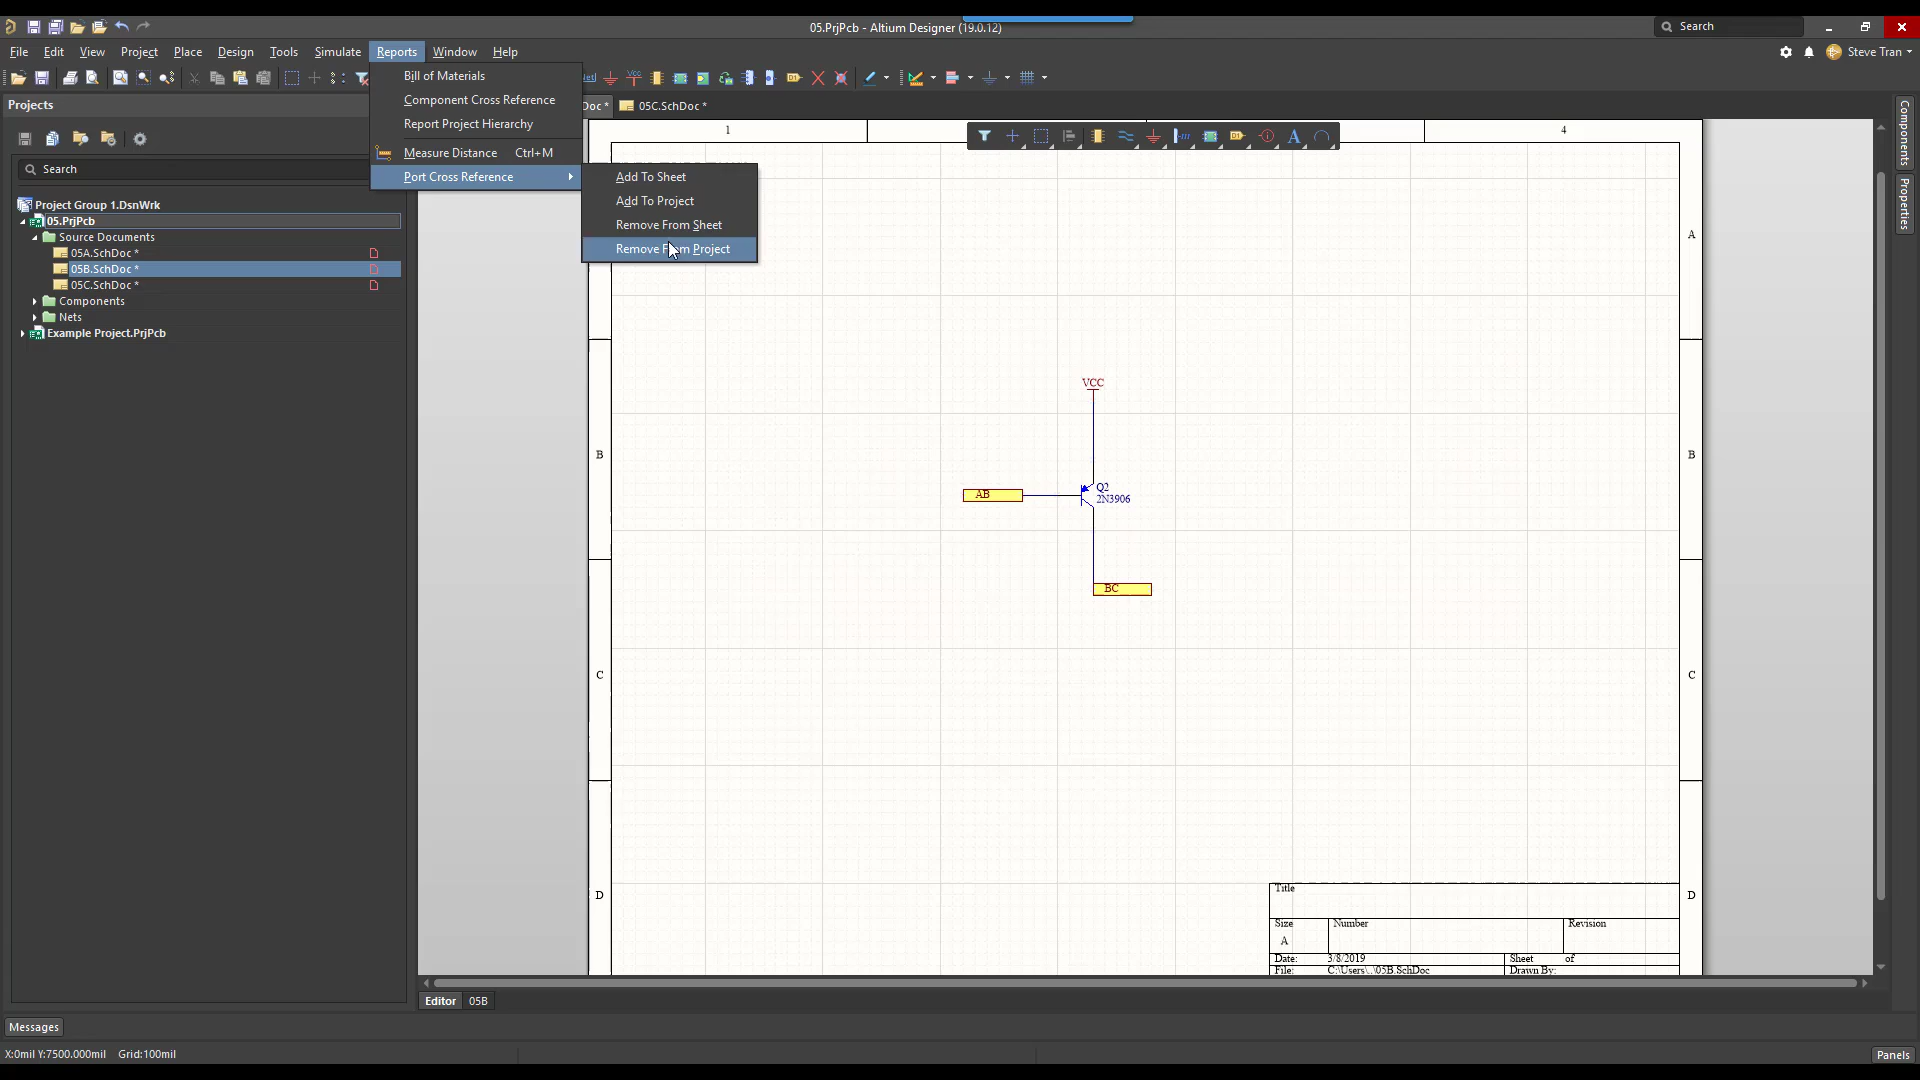 05.PrjPcb - Altium Designer (19.0.12)
Search
File Edit View Project Place Design Tools Simulate Reports Window Help
Steve Tran
Bill of Materials
Component Cross Reference
Report Project Hierarchy
Measure Distance Ctrl+M
Port Cross Reference
Add To Sheet
Add To Project
Remove From Sheet
Remove From Project
Doc *
05C.SchDoc *
Projects
Search
Project Group 1.DsnWrk
05.PrjPcb
Source Documents
05A.SchDoc *
05B.SchDoc *
05C.SchDoc *
Components
Nets
Example Project.PrjPcb
1
4
A
A
B
B
C
C
D
D
VCC
AB
Q2
2N3906
BC
Title
Size
Number
Revision
A
Date: 3/8/2019 Sheet of
File: C:\Users\..\05B.SchDoc Drawn By:
Components
Properties
Editor 05B
Messages
X:0mil Y:7500.000mil Grid:100mil
Panels